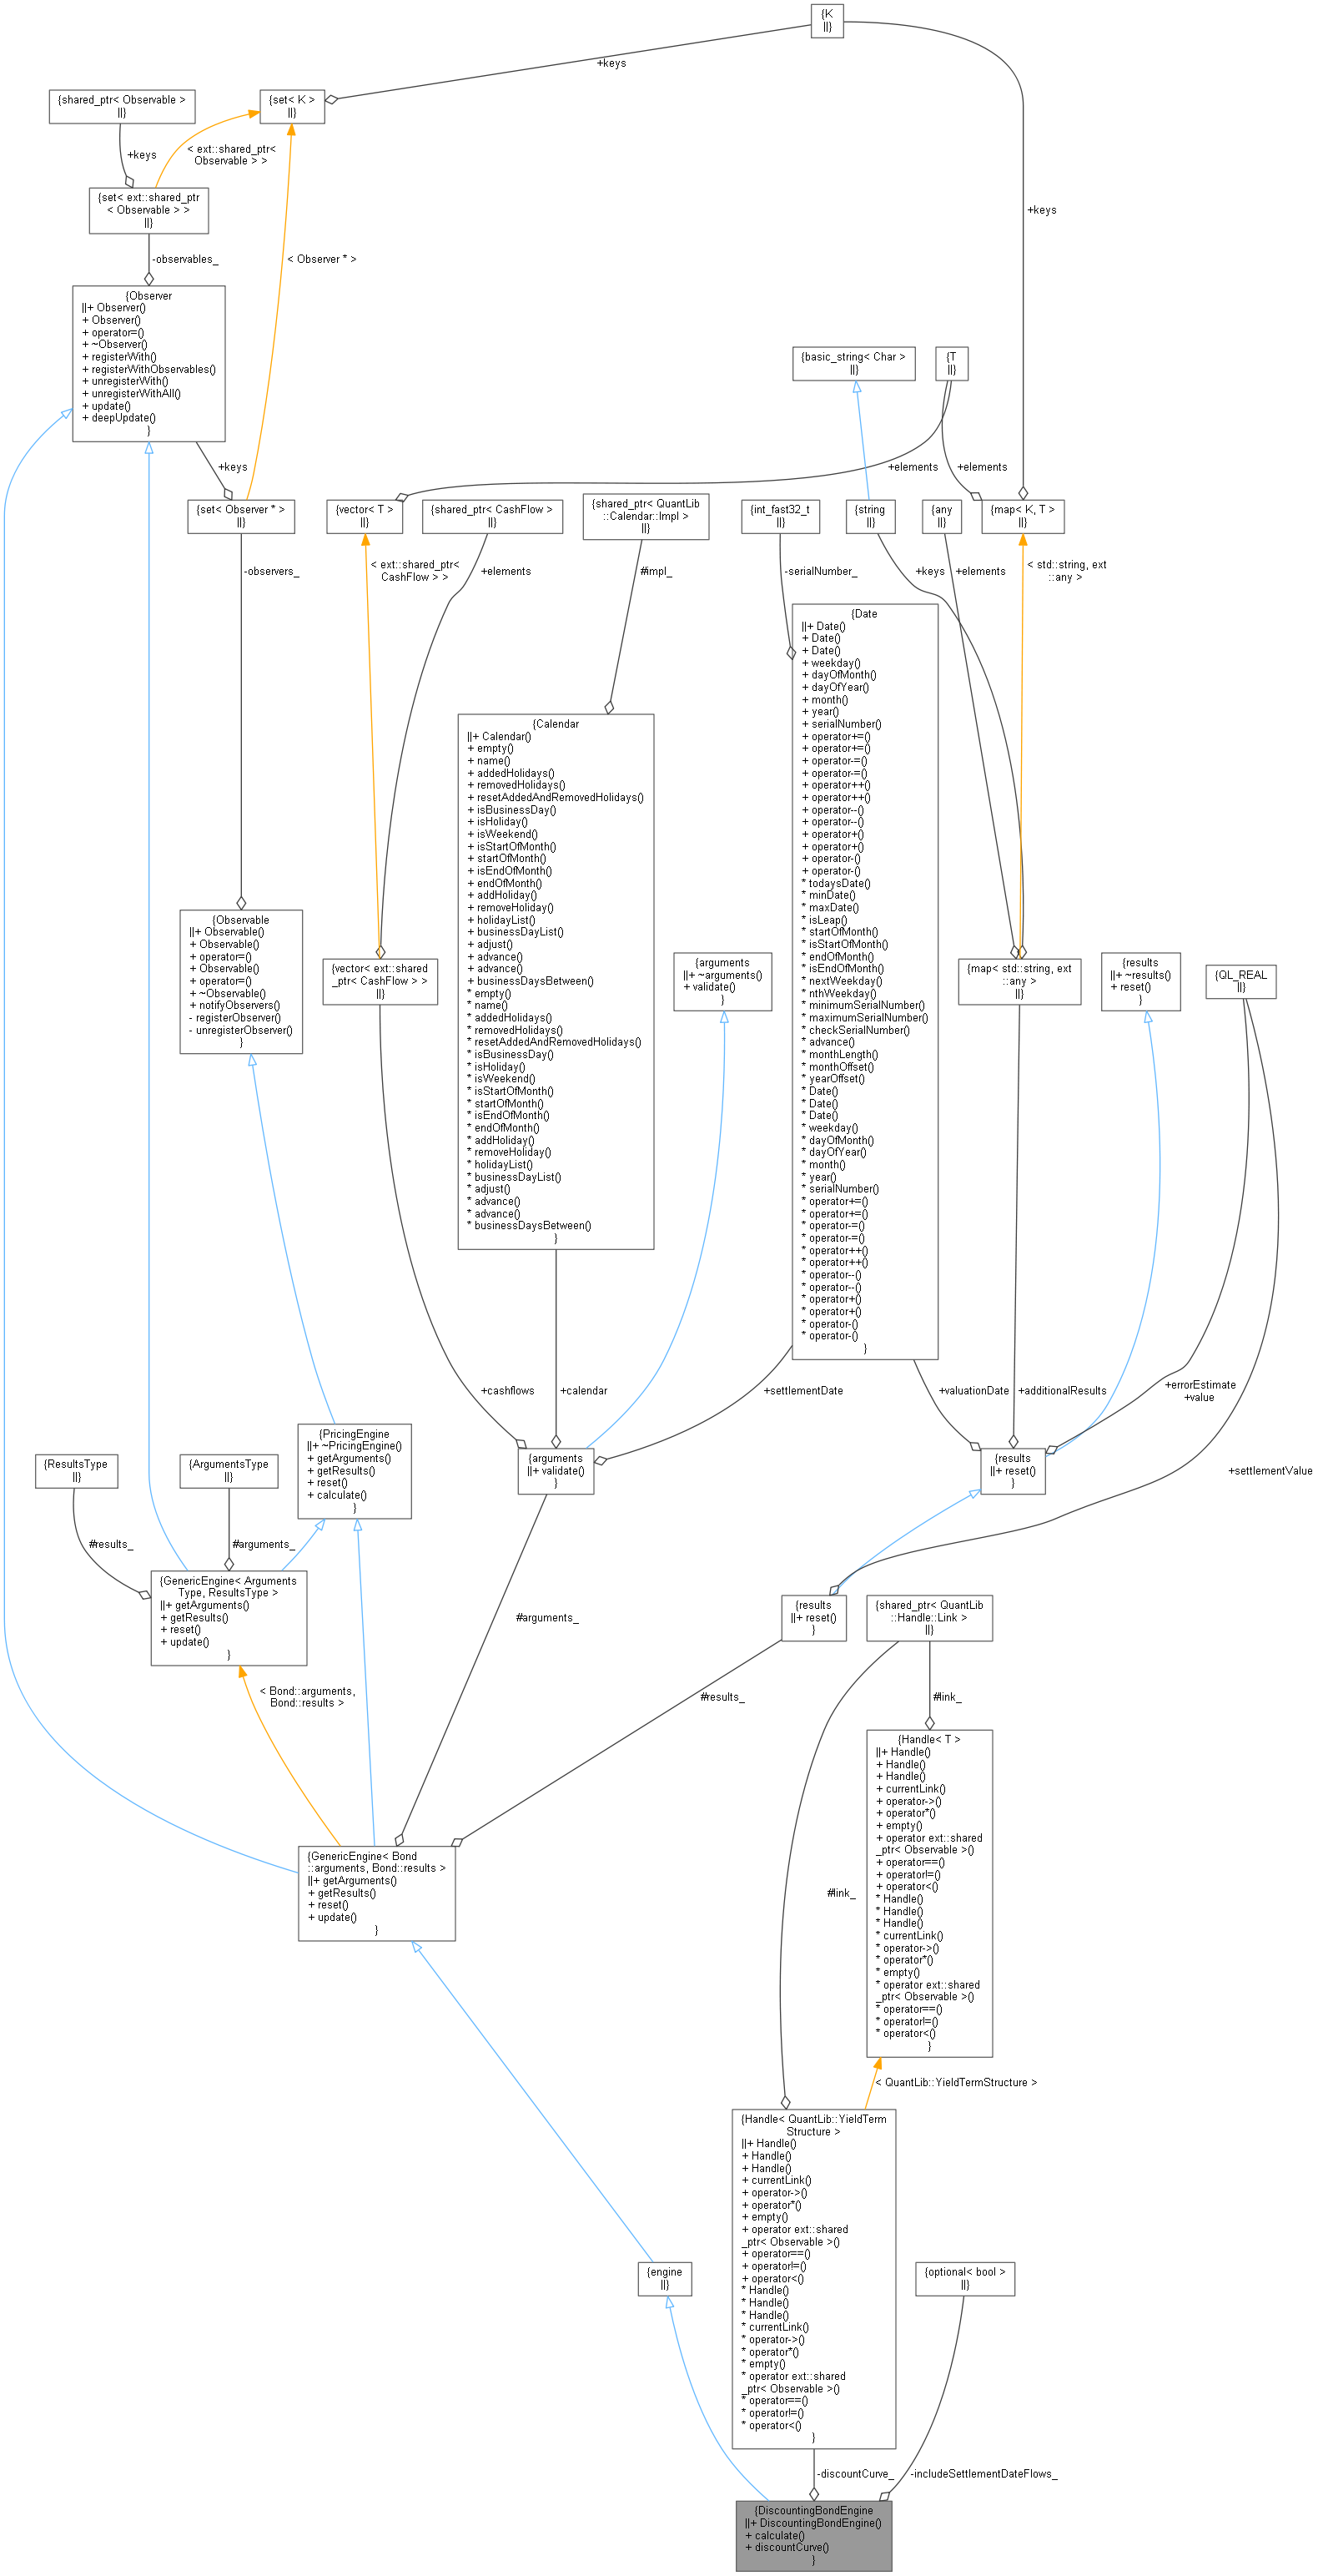 {K
||}
+keys
{shared_ptr< Observable >
||}
{set< K >
||}
+keys
< ext::shared_ptr<
Observable > >
{set< ext::shared_ptr
< Observable > >
||}
+keys
-observables_
< Observer * >
{Observer
||+ Observer()
+ Observer()
+ operator=()
+ ~Observer()
+ registerWith()
+ registerWithObservables()
+ unregisterWith()
+ unregisterWithAll()
+ update()
+ deepUpdate()
}
{basic_string< Char >
||}
{T
||}
+keys
+elements
+elements
{set< Observer * >
||}
{vector< T >
||}
{shared_ptr< CashFlow >
||}
{shared_ptr< QuantLib
::Calendar::Impl >
||}
{int_fast32_t
||}
{string
||}
{any
||}
{map< K, T >
||}
-observers_
< ext::shared_ptr<
CashFlow > >
+elements
#impl_
-serialNumber_
+keys
+elements
< std::string, ext
::any >
{Date
||+ Date()
+ Date()
+ Date()
+ weekday()
+ dayOfMonth()
+ dayOfYear()
+ month()
+ year()
+ serialNumber()
+ operator+=()
+ operator+=()
+ operator-=()
+ operator-=()
+ operator++()
+ operator++()
+ operator--()
+ operator--()
+ operator+()
+ operator+()
+ operator-()
+ operator-()
* todaysDate()
* minDate()
* maxDate()
* isLeap()
* startOfMonth()
* isStartOfMonth()
* endOfMonth()
* isEndOfMonth()
* nextWeekday()
* nthWeekday()
* minimumSerialNumber()
* maximumSerialNumber()
* checkSerialNumber()
* advance()
* monthLength()
* monthOffset()
* yearOffset()
* Date()
* Date()
* Date()
* weekday()
* dayOfMonth()
* dayOfYear()
* month()
* year()
* serialNumber()
* operator+=()
* operator+=()
* operator-=()
* operator-=()
* operator++()
* operator++()
* operator--()
* operator--()
* operator+()
* operator+()
* operator-()
* operator-()
}
{Calendar
||+ Calendar()
+ empty()
+ name()
+ addedHolidays()
+ removedHolidays()
+ resetAddedAndRemovedHolidays()
+ isBusinessDay()
+ isHoliday()
+ isWeekend()
+ isStartOfMonth()
+ startOfMonth()
+ isEndOfMonth()
+ endOfMonth()
+ addHoliday()
+ removeHoliday()
+ holidayList()
+ businessDayList()
+ adjust()
+ advance()
+ advance()
+ businessDaysBetween()
* empty()
* name()
* addedHolidays()
* removedHolidays()
* resetAddedAndRemovedHolidays()
* isBusinessDay()
* isHoliday()
* isWeekend()
* isStartOfMonth()
* startOfMonth()
* isEndOfMonth()
* endOfMonth()
* addHoliday()
* removeHoliday()
* holidayList()
* businessDayList()
* adjust()
* advance()
* advance()
* businessDaysBetween()
}
{Observable
||+ Observable()
+ Observable()
+ operator=()
+ Observable()
+ operator=()
+ ~Observable()
+ notifyObservers()
- registerObserver()
- unregisterObserver()
}
{vector< ext::shared
_ptr< CashFlow > >
||}
{arguments
||+ ~arguments()
+ validate()
}
{map< std::string, ext
::any >
||}
{results
||+ ~results()
+ reset()
}
{QL_REAL
||}
+cashflows
+calendar
+settlementDate
+valuationDate
+additionalResults
+errorEstimate
+value
{PricingEngine
||+ ~PricingEngine()
+ getArguments()
+ getResults()
+ reset()
+ calculate()
}
{ResultsType
||}
{ArgumentsType
||}
{arguments
||+ validate()
}
{results
||+ reset()
}
+settlementValue
#results_
#arguments_
{GenericEngine< Arguments
Type, ResultsType >
||+ getArguments()
+ getResults()
+ reset()
+ update()
}
#arguments_
{results
||+ reset()
}
{shared_ptr< QuantLib
::Handle::Link >
||}
< Bond::arguments,
Bond::results >
#results_
#link_
{Handle< T >
||+ Handle()
+ Handle()
+ Handle()
+ currentLink()
+ operator->()
+ operator*()
+ empty()
+ operator ext::shared
_ptr< Observable >()
+ operator==()
+ operator!=()
+ operator<()
* Handle()
* Handle()
* Handle()
* currentLink()
* operator->()
* operator*()
* empty()
* operator ext::shared
_ptr< Observable >()
* operator==()
* operator!=()
* operator<()
}
{GenericEngine< Bond
::arguments, Bond::results >
||+ getArguments()
+ getResults()
+ reset()
+ update()
}
#link_
< QuantLib::YieldTermStructure >
{Handle< QuantLib::YieldTerm
Structure >
||+ Handle()
+ Handle()
+ Handle()
+ currentLink()
+ operator->()
+ operator*()
+ empty()
+ operator ext::shared
_ptr< Observable >()
+ operator==()
+ operator!=()
+ operator<()
* Handle()
* Handle()
* Handle()
* currentLink()
* operator->()
* operator*()
* empty()
* operator ext::shared
_ptr< Observable >()
* operator==()
* operator!=()
* operator<()
}
{engine
||}
{optional< bool >
||}
-discountCurve_
-includeSettlementDateFlows_
{DiscountingBondEngine
||+ DiscountingBondEngine()
+ calculate()
+ discountCurve()
}